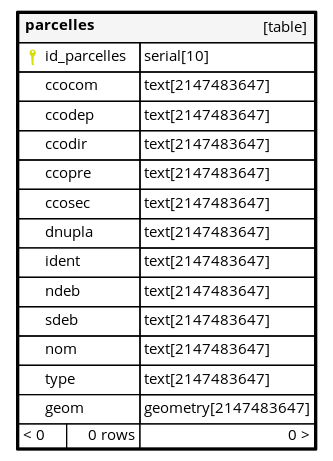 parcelles [table]
id_parcelles serial[10]
ccocom text[2147483647]
ccodep text[2147483647]
ccodir text[2147483647]
ccopre text[2147483647]
ccosec text[2147483647]
dnupla text[2147483647]
ident text[2147483647]
ndeb text[2147483647]
sdeb text[2147483647]
nom text[2147483647]
type text[2147483647]
geom geometry[2147483647]
< 0 0 rows 0 >